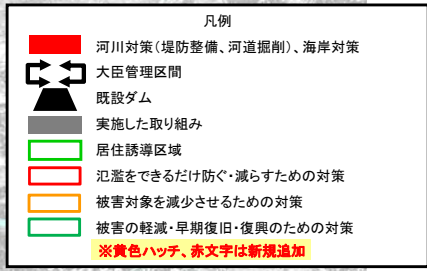 凡例
河川対策(堤防整備、河道掘削)、海岸対策
大臣管理区間
既設ダム
実施した取り組み
居住誘導区域
氾濫をできるだけ防ぐ・減らすための対策
被害対象を減少させるための対策
被害の軽減・早期復旧・復興のための対策
※黄色ハッチ、赤文字は新規追加